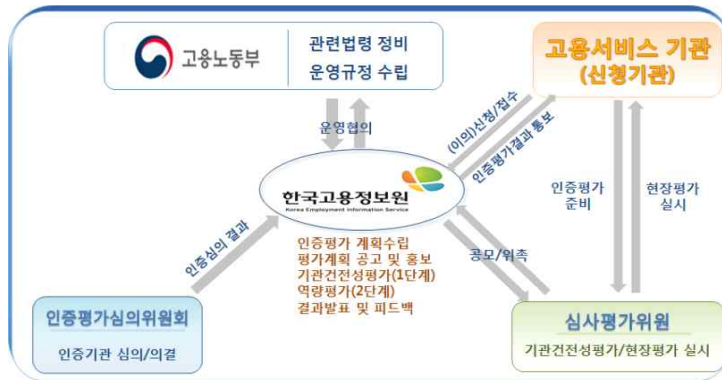 고용노동부
관련법령 정비
운영규정 수립
고용서비스 기관
(신청기관)
운영협의
(이의)신청/접수
인증평가결과 통보
한국고용정보원
Korea Employment Information Service
인증평가 준비
현장평가 실시
인증심의 결과
인증평가 계획수립
평가계획 공고 및 홍보
기관건전성평가(1단계)
역량평가(2단계)
결과발표 및 피드백
공모/위촉
인증평가심의위원회
인증기관 심의/의결
심사평가위원
기관건전성평가/현장평가 실시